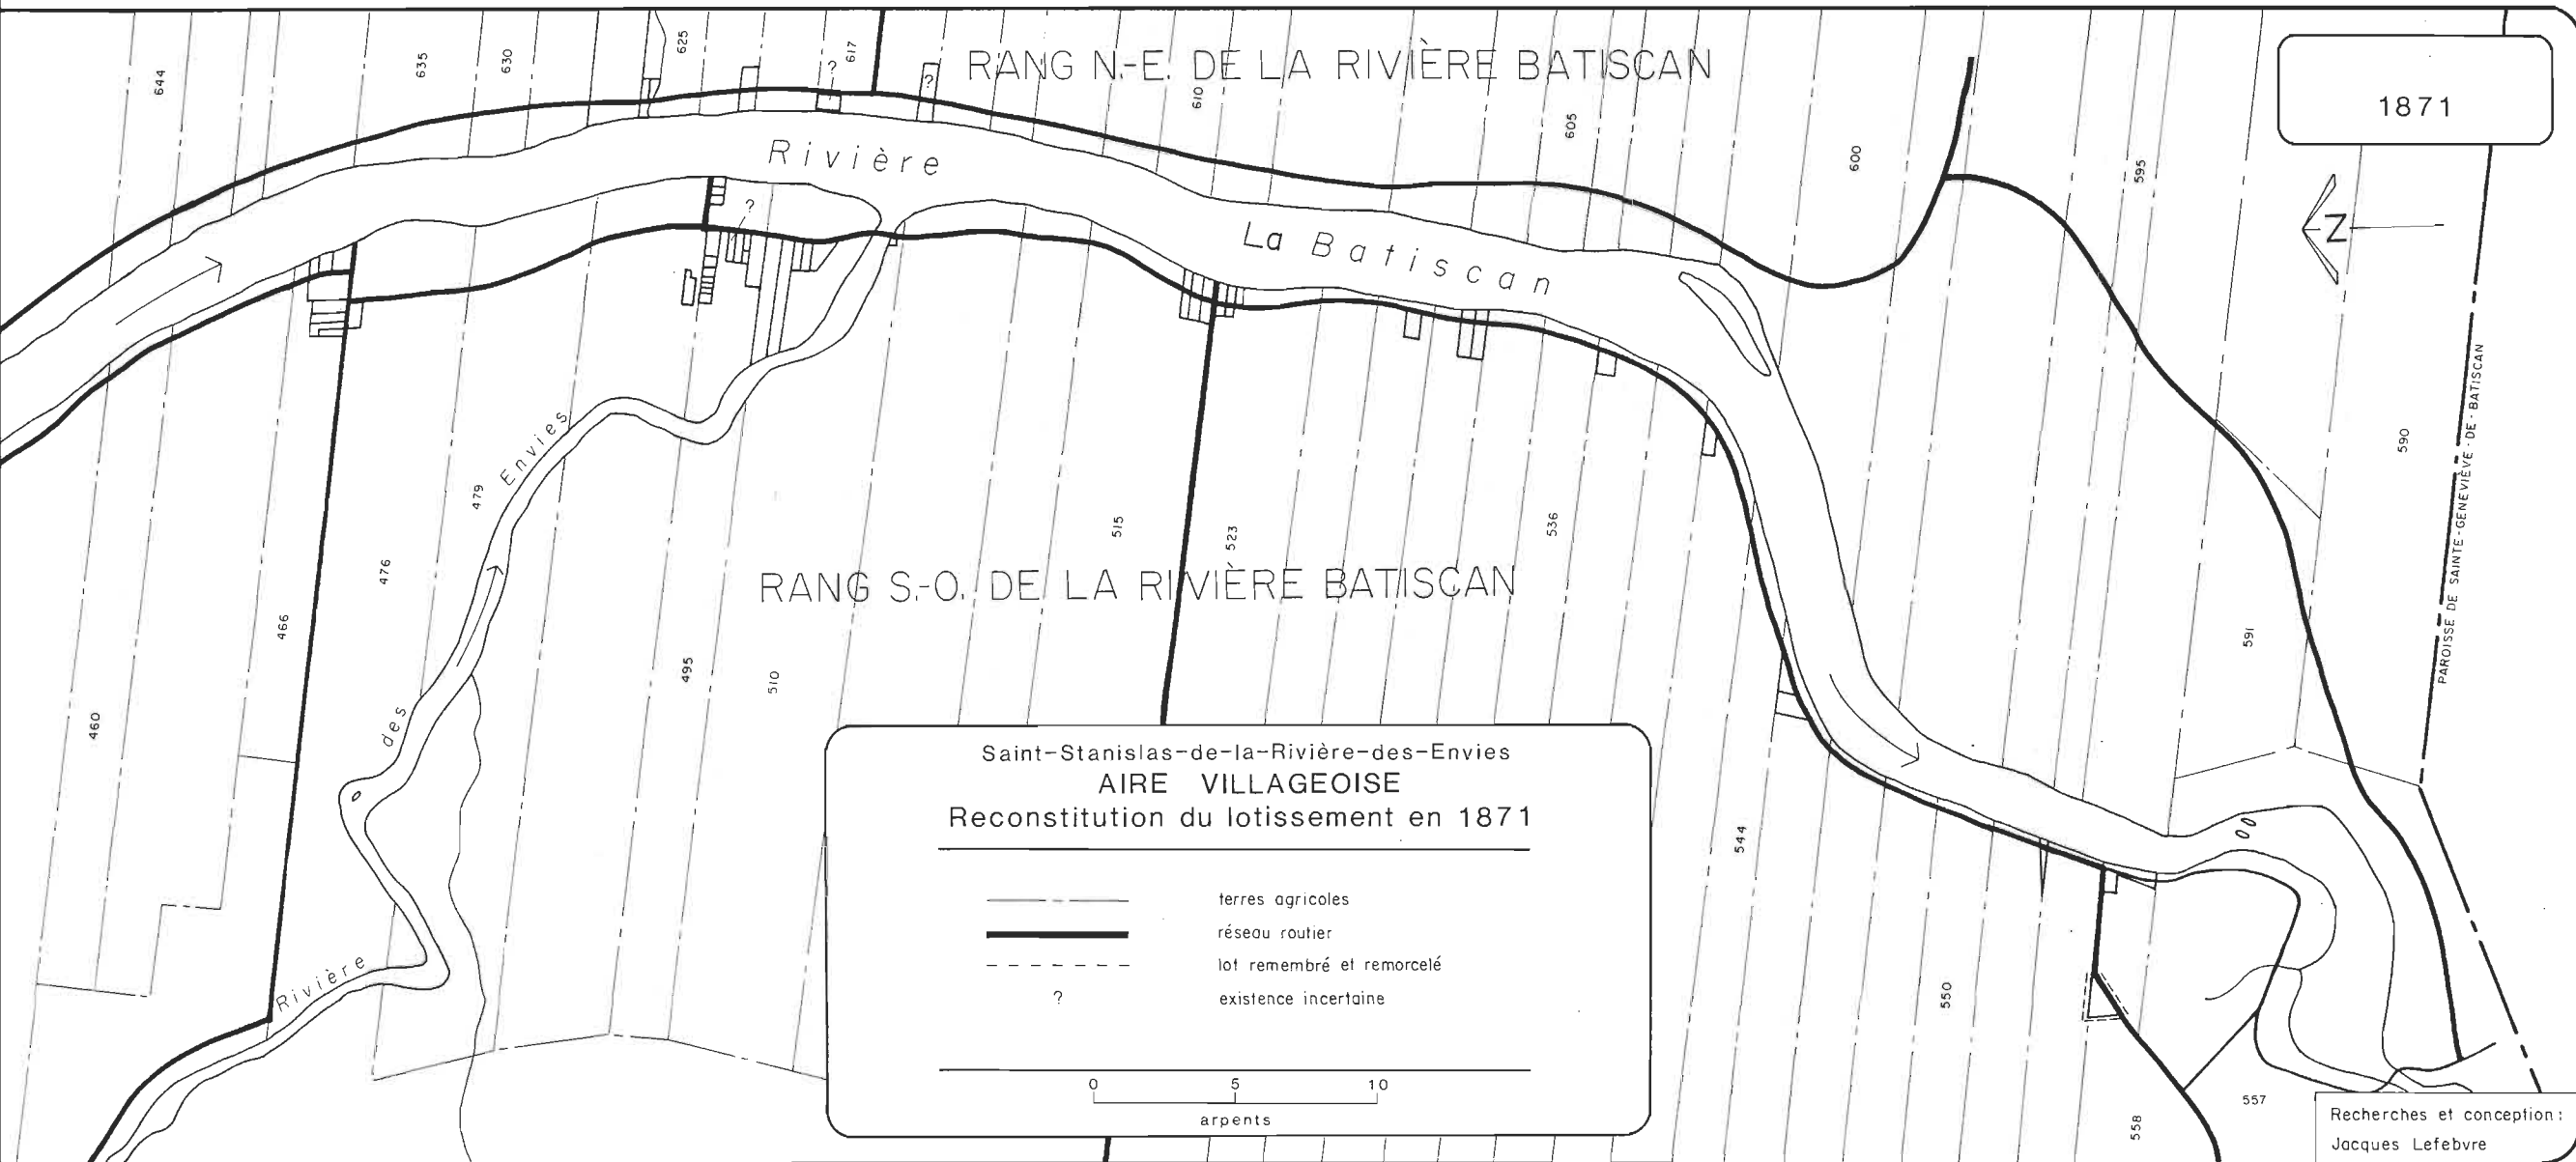 RANG N.-E. DE LA RIVIÈRE BATISCAN
1871
644
635
630
625
617
?
?
610
605
600
595
590
591
Rivière
La Batiscan
N
?
PAROISSE DE SAINTE-GENEVIÈVE-DE-BATISCAN
Rivière des Envies
RANG S.-O. DE LA RIVIÈRE BATISCAN
460
466
476
479
495
510
515
523
536
544
550
558
557
Saint-Stanislas-de-la-Rivière-des-Envies
AIRE VILLAGEOISE
Reconstitution du lotissement en 1871
terres agricoles
réseau routier
lot remembré et remorcelé
? existence incertaine
0 5 10
arpents
Recherches et conception:
Jacques Lefebvre